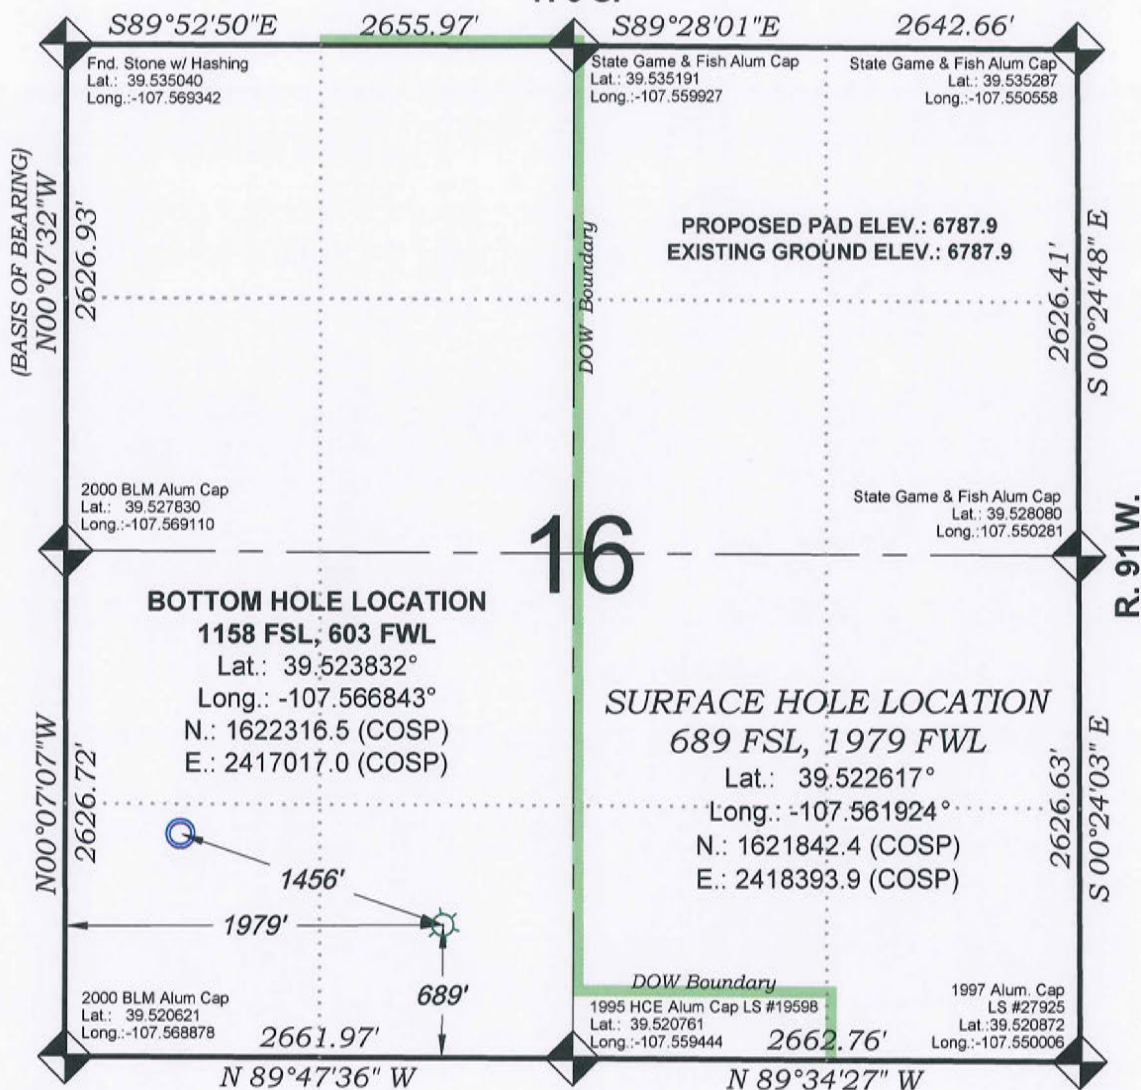 S89°52'50"E 2655.97' S89°28'01"E 2642.66'
Fnd. Stone w/ Hashing
Lat.: 39.535040
Long.:-107.569342
State Game & Fish Alum Cap
Lat.: 39.535191
Long.:-107.559927
State Game & Fish Alum Cap
Lat.: 39.535287
Long.:-107.550558
(BASIS OF BEARING)
N00°07'32"W
2626.93'
DOW Boundary
PROPOSED PAD ELEV.: 6787.9
EXISTING GROUND ELEV.: 6787.9
2626.41'
S 00°24'48" E
2000 BLM Alum Cap
Lat.: 39.527830
Long.:-107.569110
State Game & Fish Alum Cap
Lat.: 39.528080
Long.:107.550281
16
R. 91 W.
BOTTOM HOLE LOCATION
1158 FSL, 603 FWL
Lat.: 39.523832°
Long.: -107.566843°
N.: 1622316.5 (COSP)
E.: 2417017.0 (COSP)
SURFACE HOLE LOCATION
689 FSL, 1979 FWL
Lat.: 39.522617°
Long.: -107.561924°
N.: 1621842.4 (COSP)
E.: 2418393.9 (COSP)
N00°07'07"W
2626.72'
2626.63'
S 00°24'03" E
1456'
1979'
689'
DOW Boundary
2000 BLM Alum Cap
Lat.: 39.520621
Long.:-107.568878
1995 HCE Alum Cap LS #19598
Lat.: 39.520761
Long.:-107.559444
1997 Alum. Cap
LS #27925
Lat.:39.520872
Long.:-107.550006
2661.97' 2662.76'
N 89°47'36" W N 89°34'27" W